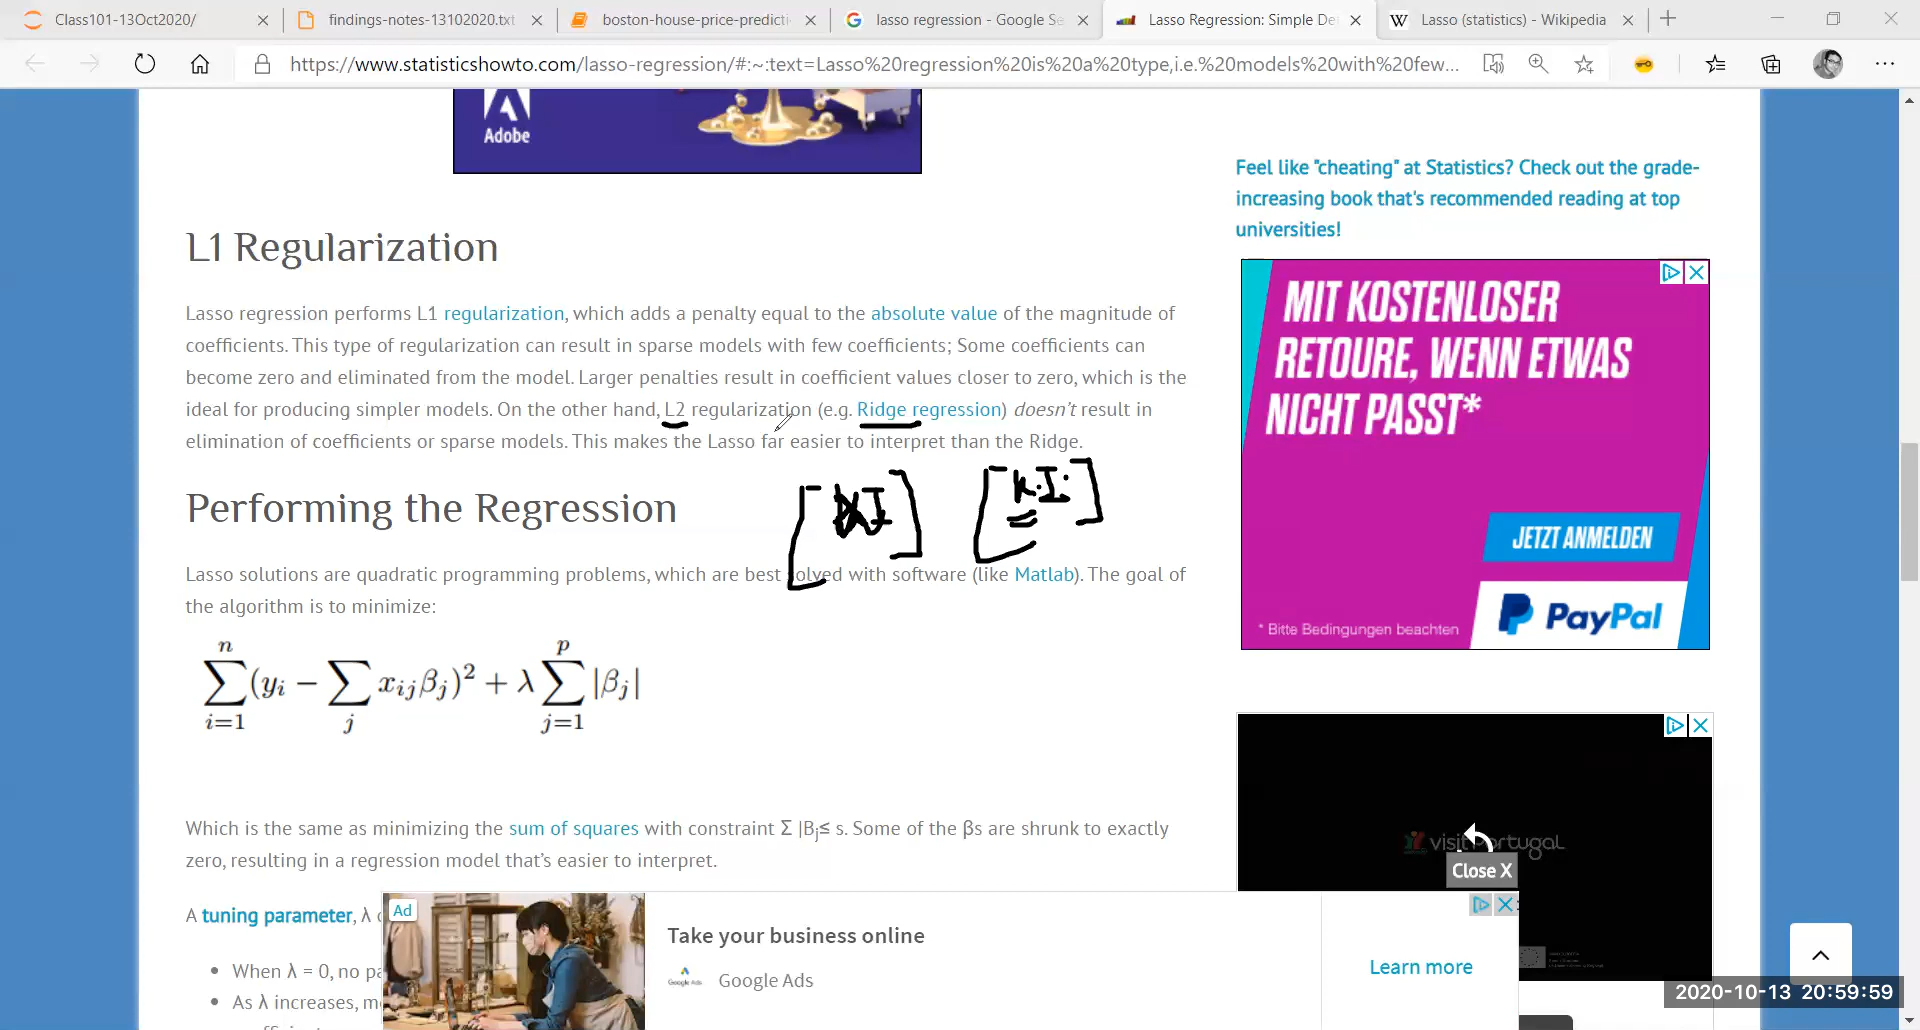 Class101-13Oct2020/
findings-notes-13102020.txt
boston-house-price-predicti
lasso regression - Google Se
Lasso Regression: Simple De
Lasso (statistics) - Wikipedia
https://www.statisticshowto.com/lasso-regression/#:~:text=Lasso%20regression%20is%20a%20type,i.e.%20models%20with%20few...
Adobe
L1 Regularization
Lasso regression performs L1 regularization, which adds a penalty equal to the absolute value of the magnitude of
coefficients. This type of regularization can result in sparse models with few coefficients; Some coefficients can
become zero and eliminated from the model. Larger penalties result in coefficient values closer to zero, which is the
ideal for producing simpler models. On the other hand, L2 regularization (e.g. Ridge regression) doesn't result in
elimination of coefficients or sparse models. This makes the Lasso far easier to interpret than the Ridge.
k.I.
Performing the Regression
Lasso solutions are quadratic programming problems, which are best solved with software (like Matlab). The goal of
the algorithm is to minimize:
n p
∑(yi − ∑ xijβj)² + λ∑|βj|
i=1 j j=1
Which is the same as minimizing the sum of squares with constraint Σ |Bj≤ s. Some of the βs are shrunk to exactly
zero, resulting in a regression model that's easier to interpret.
A tuning parameter, λ c
When λ = 0, no pa
As λ increases, m
Feel like "cheating" at Statistics? Check out the grade-
increasing book that's recommended reading at top
universities!
MIT KOSTENLOSER
RETOURE, WENN ETWAS
NICHT PASST*
JETZT ANMELDEN
* Bitte Bedingungen beachten
PayPal
visitportugal
Close X
Ad
Take your business online
Google Ads
Google Ads
Learn more
2020-10-13 20:59:59